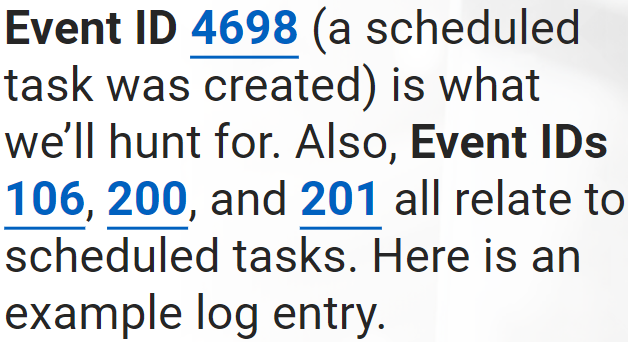 Event ID 4698 (a scheduled
task was created) is what
we’ll hunt for. Also, Event IDs
106, 200, and 201 all relate to
scheduled tasks. Here is an
example log entry.